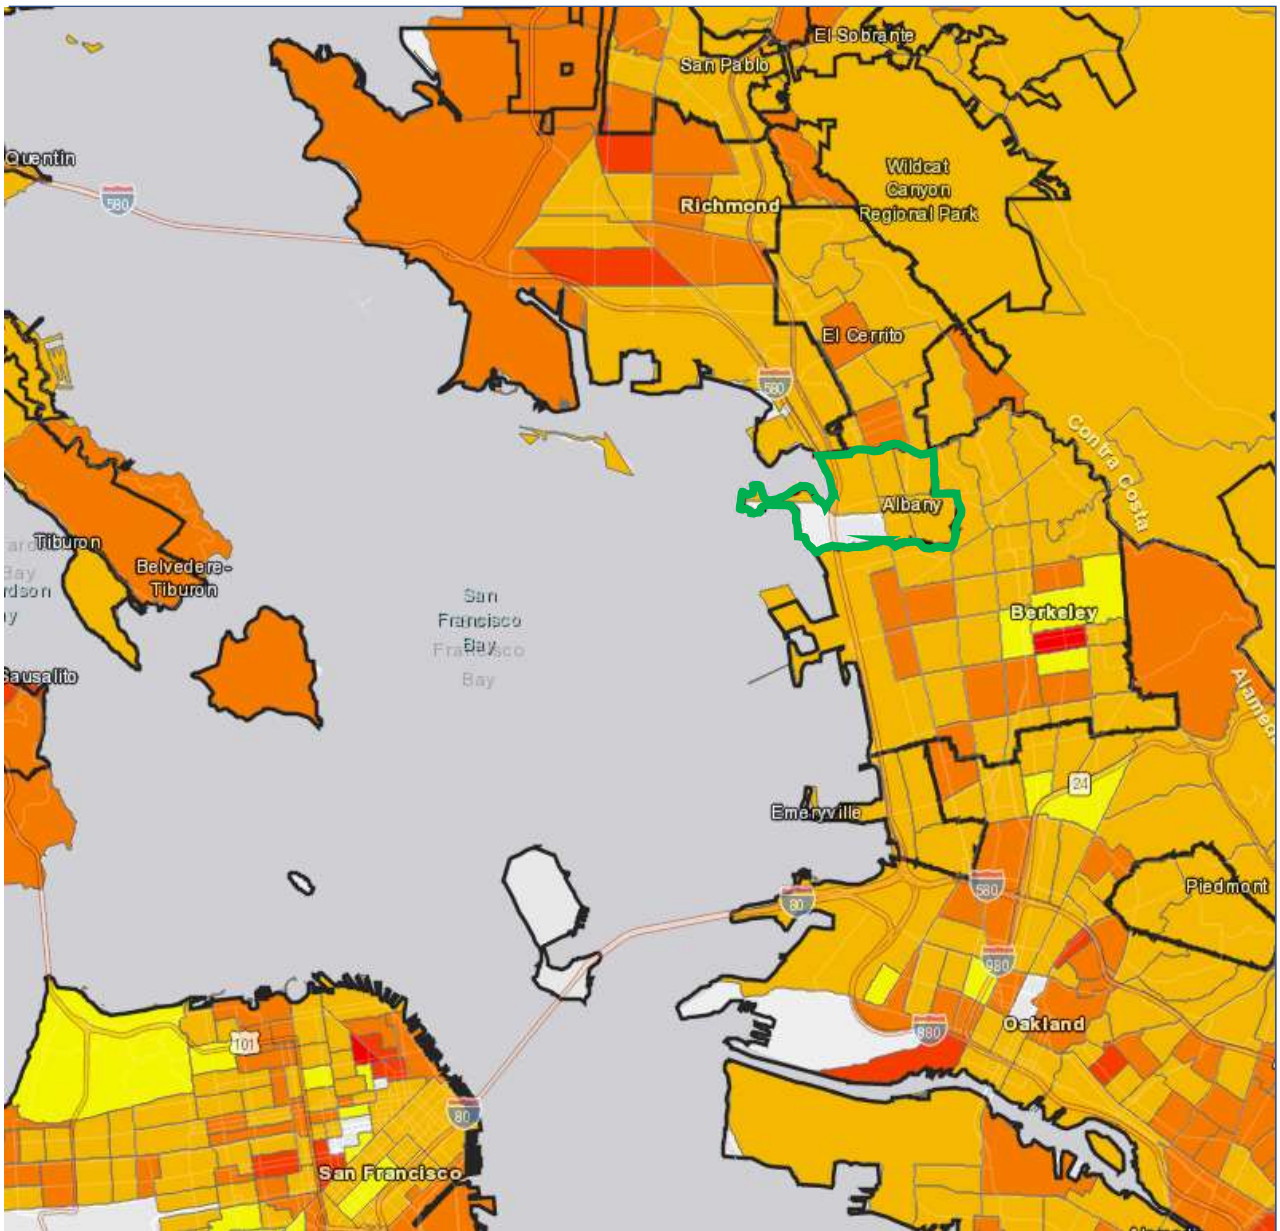 El Sobrante
San Pablo
Quentin
580
Wildcat
Canyon
Regional Park
Richmond
El Cerrito
580
Contra Costa
Albany
Tiburon
Bay
Belvedere-
Tiburon
San
Francisco
Bay
Francisco
Bay
Berkeley
Sausalito
24
Emeryville
580
Piedmont
80
980
Oakland
880
101
80
San Francisco